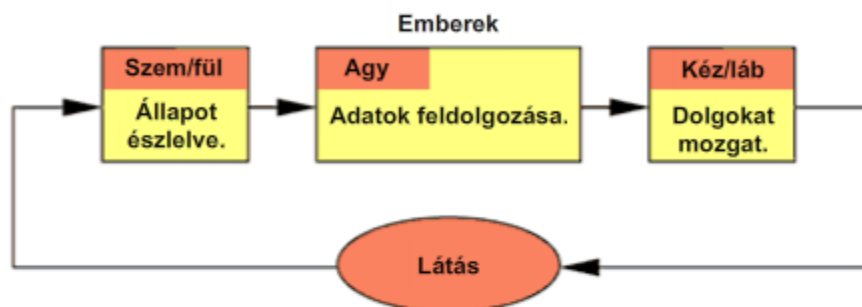 Emberek
Szem/fül
Állapot
észlelve.
Agy
Adatok feldolgozása.
Kéz/láb
Dolgokat
mozgat.
Látás